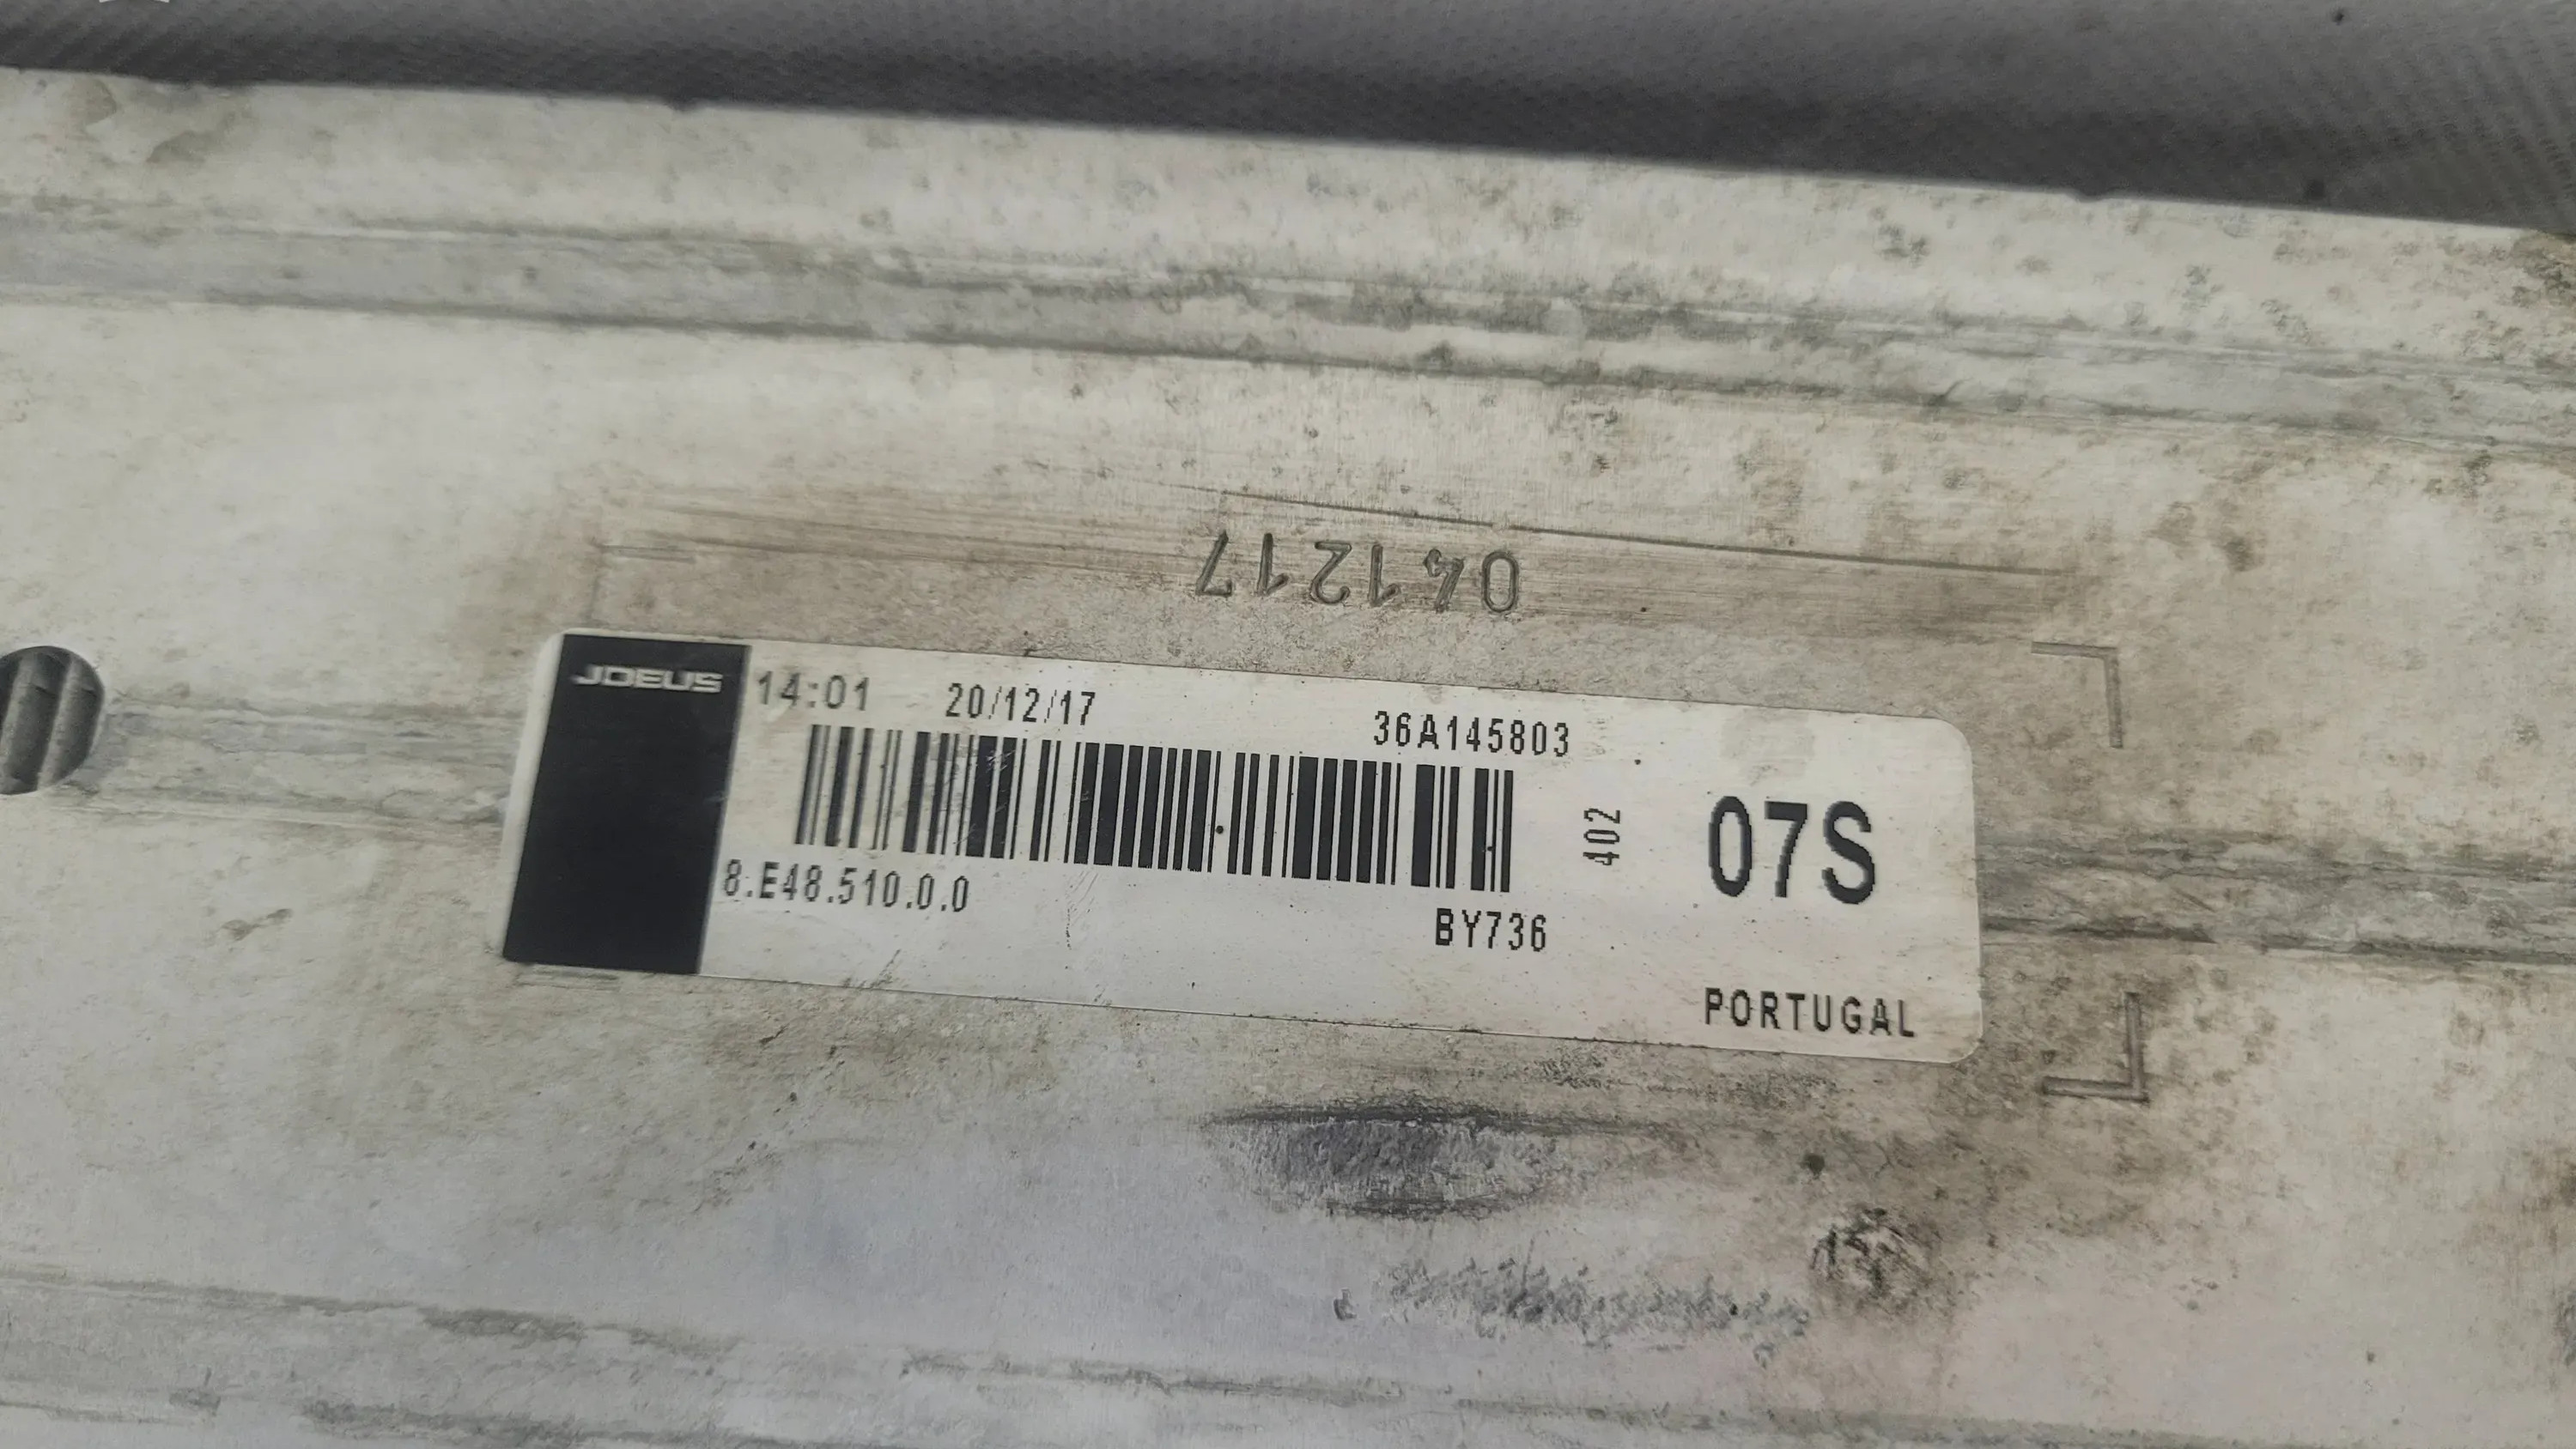 041217
JDEUS
14:01 20/12/17 36A145803
402
07S
8.E48.510.0.0
BY736
PORTUGAL